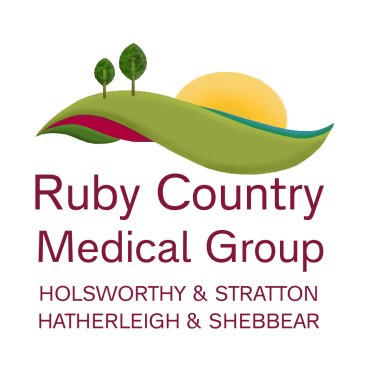 Ruby Country
Medical Group
HOLSWORTHY & STRATTON
HATHERLEIGH & SHEBBEAR